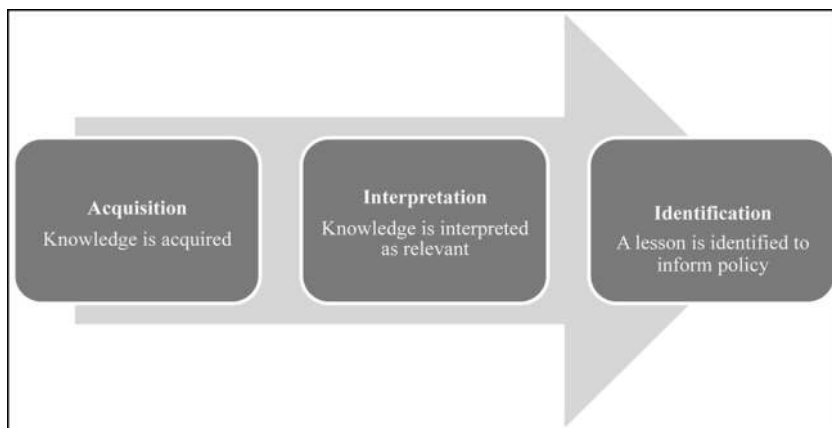 Acquisition
Knowledge is acquired
Interpretation
Knowledge is interpreted
as relevant
Identification
A lesson is identified to
inform policy